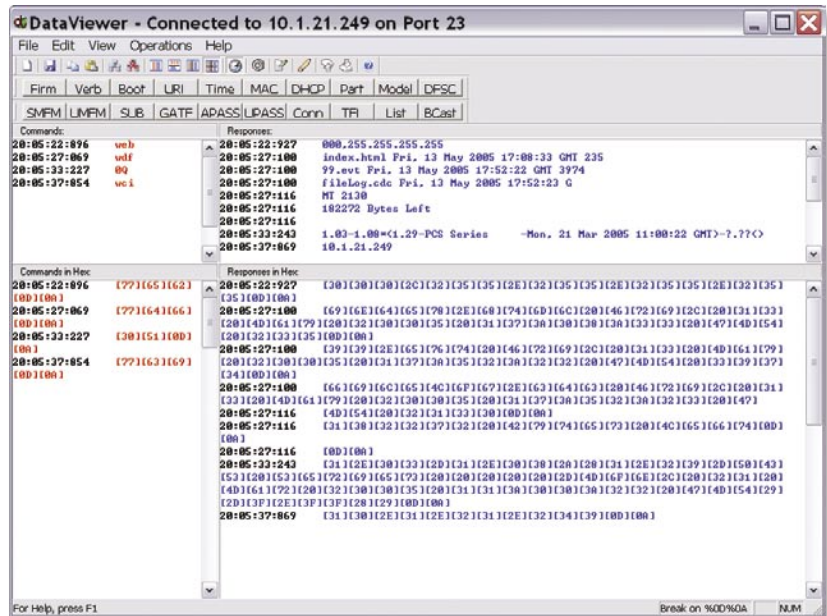 DataViewer - Connected to 10.1.21.249 on Port 23
File Edit View Operations Help
Firm Verb Boot URI Time MAC DHCP Part Model DFSC
SMFM UMFM SUB GATE APASS UPASS Conn TFI List BCast
Commands:
20:05:22:896 web
20:05:27:069 wdf
20:05:33:227 0Q
20:05:37:854 wci
Responses:
20:05:22:927 000,255.255.255.255
20:05:27:100 index.html Fri, 13 May 2005 17:08:33 GMT 235
20:05:27:100 99.evt Fri, 13 May 2005 17:52:22 GMT 3974
20:05:27:100 fileLog.cdc Fri, 13 May 2005 17:52:23 G
20:05:27:116 MT 2130
20:05:27:116 182272 Bytes Left
20:05:27:116
20:05:33:243 1.03-1.08*(1.29-PCS Series -Mon, 21 Mar 2005 11:00:22 GMT)-?.??()
20:05:37:869 10.1.21.249
Commands in Hex:
20:05:22:896 [77][65][62]
[0D][0A]
20:05:27:069 [77][64][66]
[0D][0A]
20:05:33:227 [30][51][0D]
[0A]
20:05:37:854 [77][63][69]
[0D][0A]
Responses in Hex:
20:05:22:927 [30][30][30][2C][32][35][35][2E][32][35][35][2E][32][35][35][2E][32][35]
[35][0D][0A]
20:05:27:100 [69][6E][64][65][78][2E][68][74][6D][6C][20][46][72][69][2C][20][31][33]
[20][4D][61][79][20][32][30][30][35][20][31][37][3A][30][38][3A][33][33][20][47][4D][54]
[20][32][33][35][0D][0A]
20:05:27:100 [39][39][2E][65][76][74][20][46][72][69][2C][20][31][33][20][4D][61][79]
[20][32][30][30][35][20][31][37][3A][35][32][3A][32][32][20][47][4D][54][20][33][39][37]
[34][0D][0A]
20:05:27:100 [66][69][6C][65][4C][6F][67][2E][63][64][63][20][46][72][69][2C][20][31]
[33][20][4D][61][79][20][32][30][30][35][20][31][37][3A][35][32][3A][32][33][20][47]
20:05:27:116 [4D][54][20][32][31][33][30][0D][0A]
20:05:27:116 [31][38][32][32][37][32][20][42][79][74][65][73][20][4C][65][66][74][0D]
[0A]
20:05:27:116 [0D][0A]
20:05:33:243 [31][2E][30][33][2D][31][2E][30][38][2A][28][31][2E][32][39][2D][50][43]
[53][20][53][65][72][69][65][73][20][20][20][20][20][2D][4D][6F][6E][2C][20][32][31][20]
[4D][61][72][20][32][30][30][35][20][31][31][3A][30][30][3A][32][32][20][47][4D][54][29]
[2D][3F][2E][3F][3F][28][29][0D][0A]
20:05:37:869 [31][30][2E][31][2E][32][31][2E][32][34][39][0D][0A]
For Help, press F1
Break on %0D%0A NUM